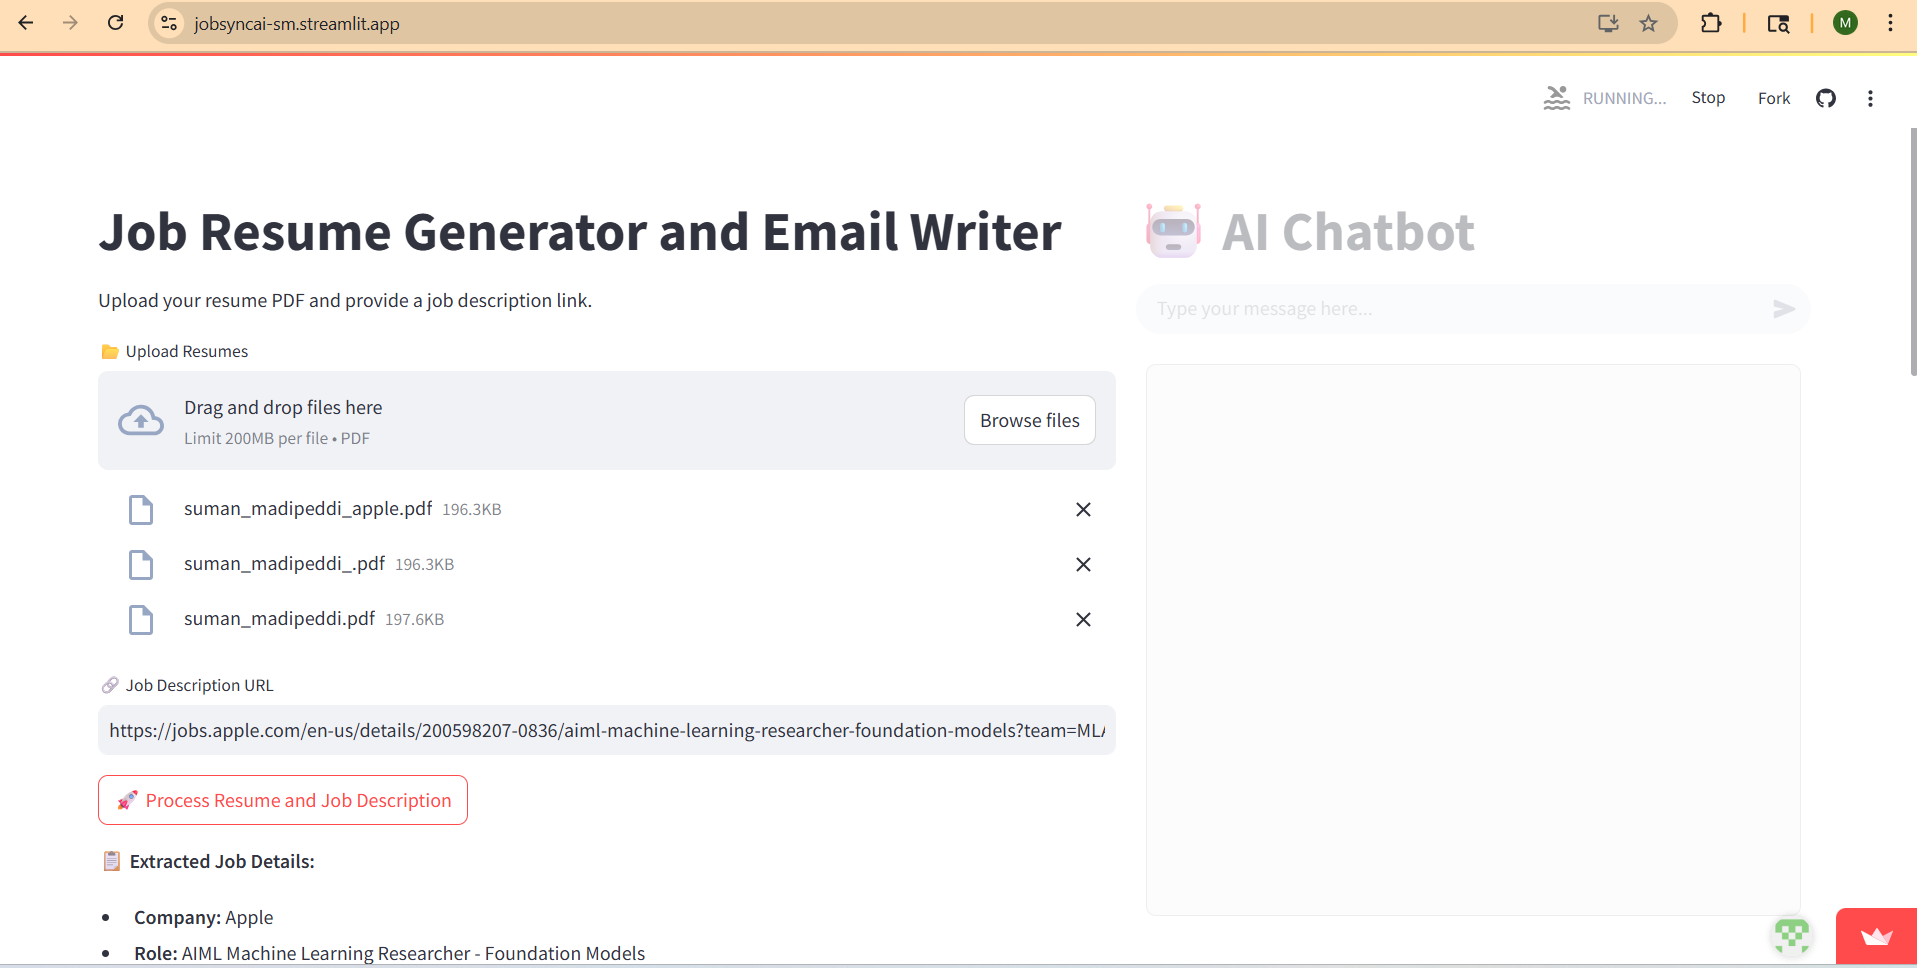 jobsyncai-sm.streamlit.app
M
RUNNING...
Stop
Fork
Job Resume Generator and Email Writer
Upload your resume PDF and provide a job description link.
Upload Resumes
Drag and drop files here
Limit 200MB per file • PDF
Browse files
suman_madipeddi_apple.pdf 196.3KB
suman_madipeddi_.pdf 196.3KB
suman_madipeddi.pdf 197.6KB
Job Description URL
https://jobs.apple.com/en-us/details/200598207-0836/aiml-machine-learning-researcher-foundation-models?team=MLA
Process Resume and Job Description
Extracted Job Details:
• Company: Apple
• Role: AIML Machine Learning Researcher - Foundation Models
AI Chatbot
Type your message here...